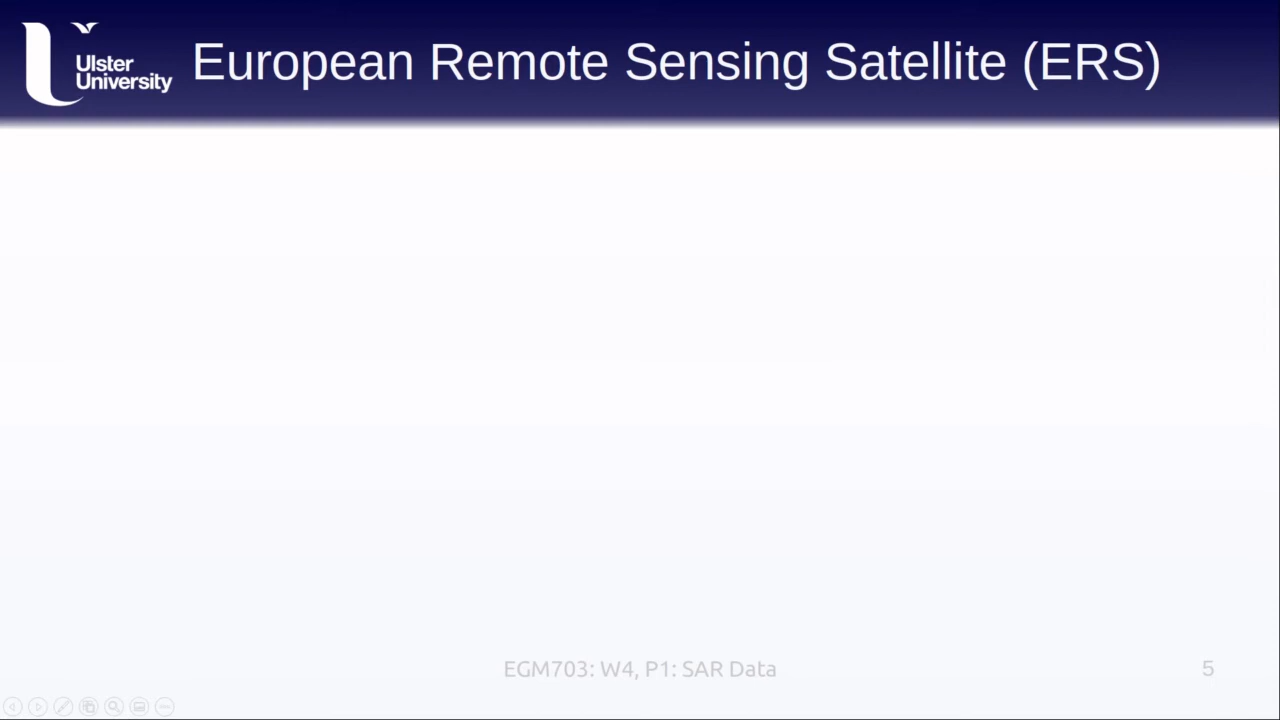 Ulster
University
European Remote Sensing Satellite (ERS)
EGM703: W4, P1: SAR Data
5